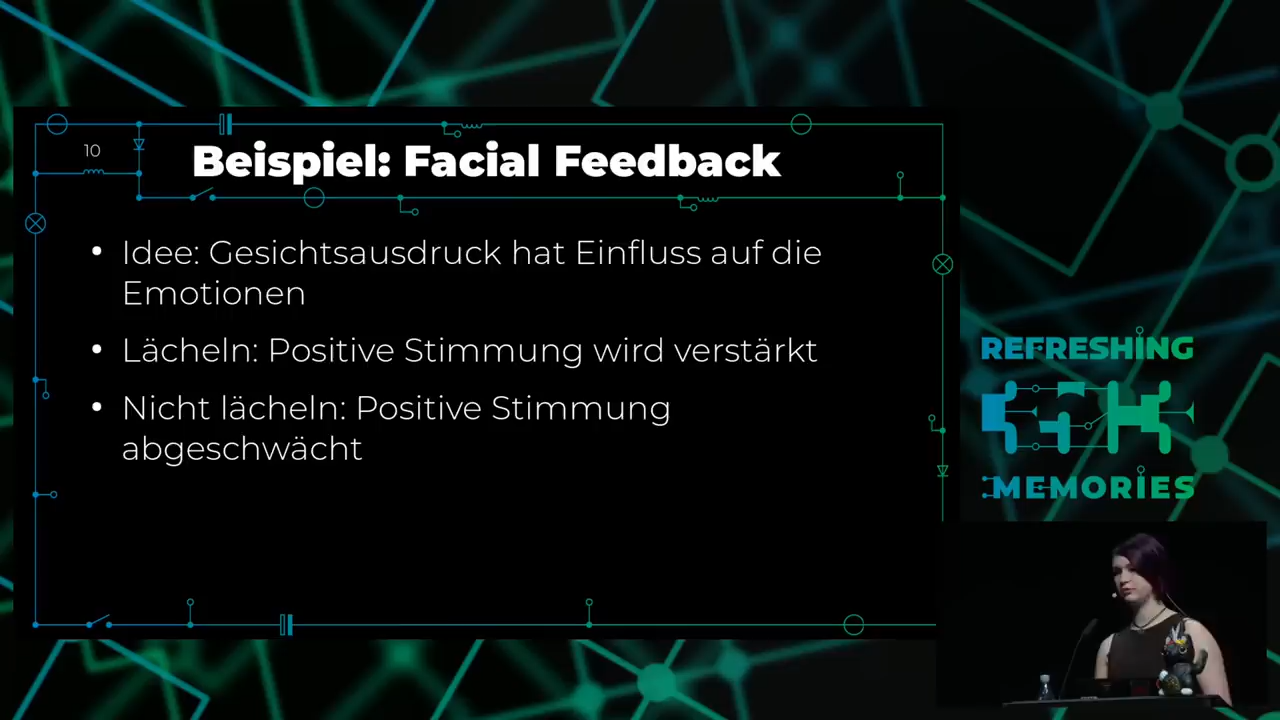 10
Beispiel: Facial Feedback
• Idee: Gesichtsausdruck hat Einfluss auf die
Emotionen
• Lächeln: Positive Stimmung wird verstärkt
• Nicht lächeln: Positive Stimmung
abgeschwächt
REFRESHING
35C3
MEMORIES